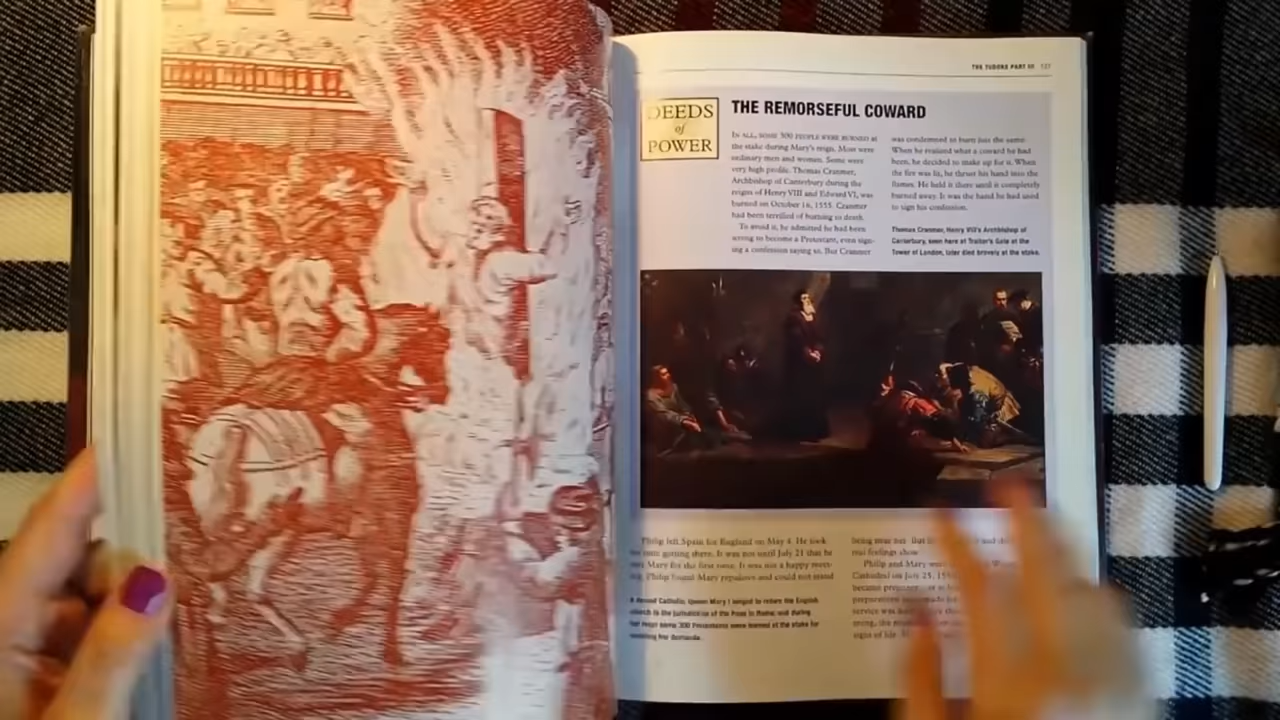 THE TUDORS PART III 137
DEEDS
of
POWER
THE REMORSEFUL COWARD
IN ALL, SOME 300 PEOPLE WERE BURNED at
the stake during Mary's reign. Most were
ordinary men and women. Some were
very high profile. Thomas Cranmer,
Archbishop of Canterbury during the
reigns of Henry VIII and Edward VI, was
burned on October 16, 1555. Cranmer
had been terrified of burning to death.
To avoid it, he admitted he had been
wrong to become a Protestant, even sign-
ing a confession saying so. But Cranmer
was condemned to burn just the same.
When he realized what a coward he had
been, he decided to make up for it. When
the fire was lit, he thrust his hand into the
flames. He held it there until it completely
burned away. It was the hand he had used
to sign his confession.
Thomas Cranmer, Henry VIII's Archbishop of
Canterbury, seen here at Traitor's Gate at the
Tower of London, later died bravely at the stake.
Philip left Spain for England on May 4. He took
time getting there. It was not until July 21 that he
met Mary for the first time. It was not a happy meet-
ing. Philip found Mary repulsive and could not stand
A devout Catholic, Queen Mary I longed to return the English
church to the jurisdiction of the Pope in Rome, and during
her reign some 300 Protestants were burned at the stake for
resisting her demands.
being near her. But
real feelings show.
Philip and Mary were
Cathedral on July 25,
became
preparations
service was
signs of life.